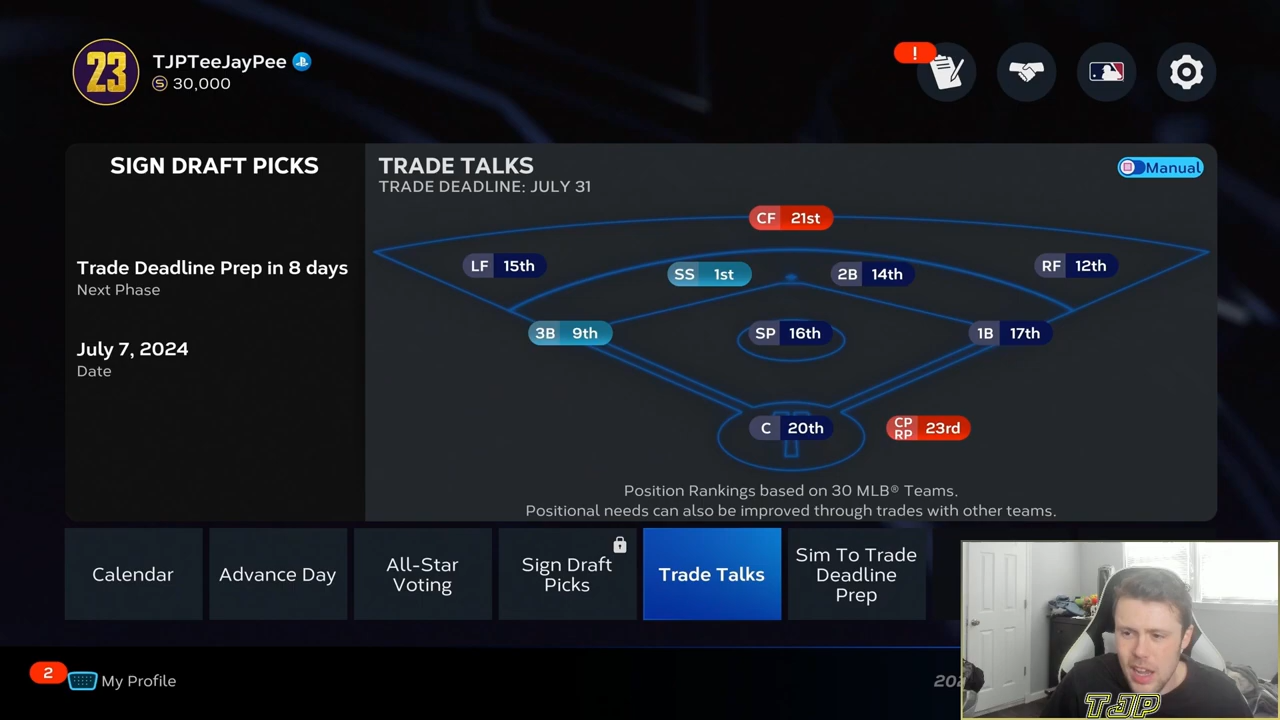 23
TJPTeeJayPee
S 30,000
!
SIGN DRAFT PICKS
Trade Deadline Prep in 8 days
Next Phase
July 7, 2024
Date
TRADE TALKS
TRADE DEADLINE: JULY 31
Manual
CF 21st
LF 15th
SS 1st
2B 14th
RF 12th
3B 9th
SP 16th
1B 17th
C 20th
CP
RP 23rd
Position Rankings based on 30 MLB® Teams.
Positional needs can also be improved through trades with other teams.
Calendar
Advance Day
All-Star
Voting
Sign Draft
Picks
Trade Talks
Sim To Trade
Deadline
Prep
2
My Profile
TJP